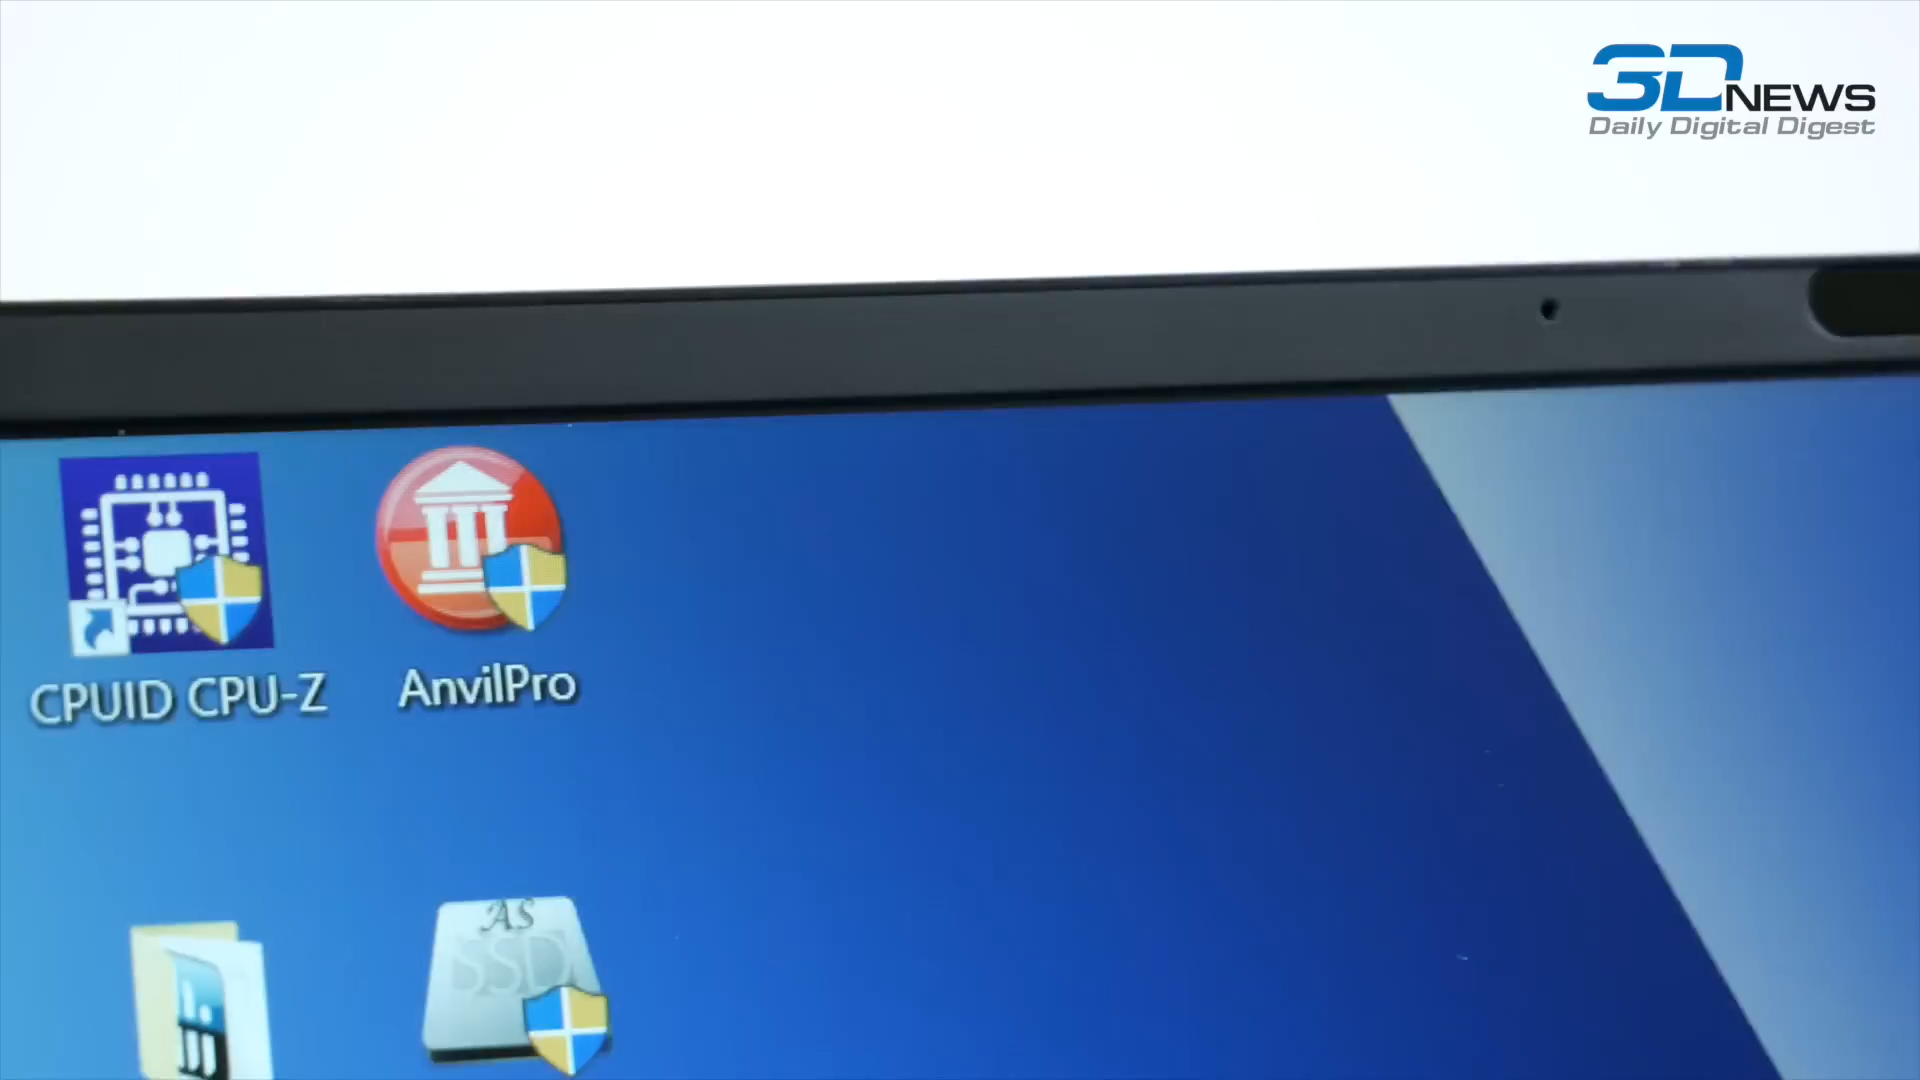 3DNEWS
Daily Digital Digest
CPUID CPU-Z
AnvilPro
AS
SSD